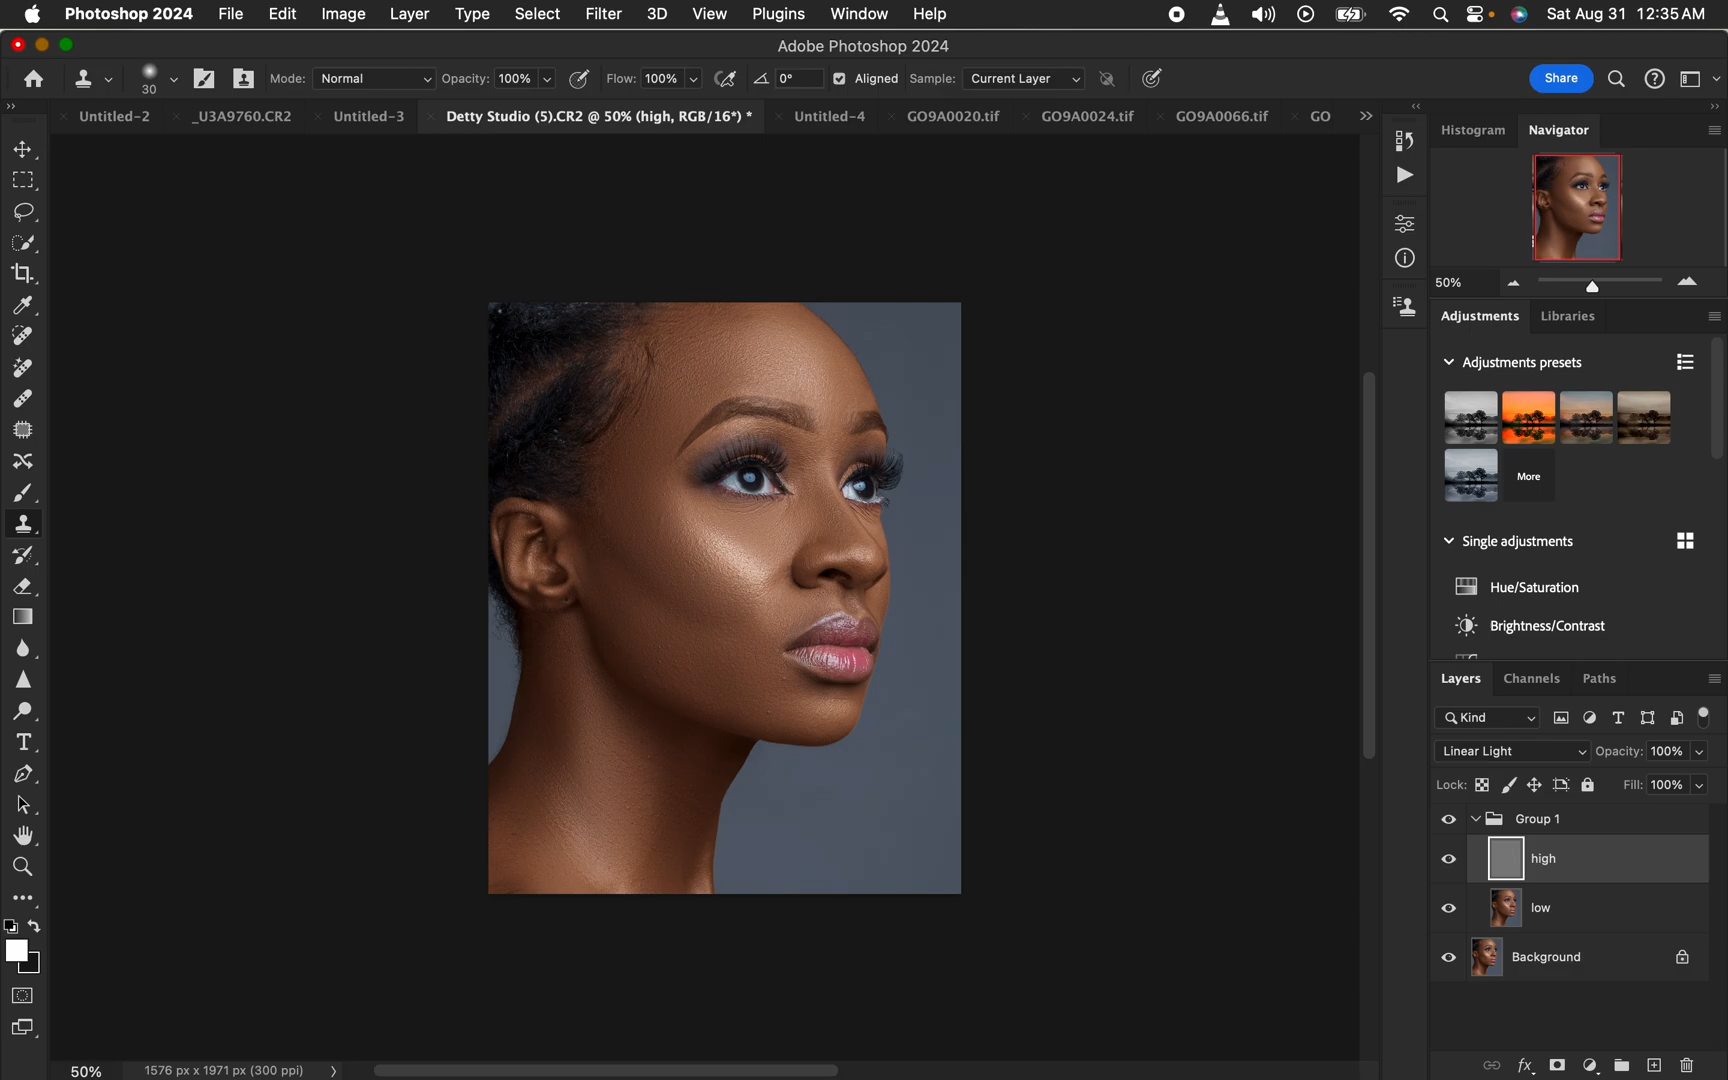 Photoshop 2024 File Edit Image Layer Type Select Filter 3D View Plugins Window Help Sat Aug 31 12:35 AM
Adobe Photoshop 2024
30 Mode: Normal Opacity: 100% Flow: 100% 0° Aligned Sample: Current Layer Share
Untitled-2 _U3A9760.CR2 Untitled-3 Detty Studio (5).CR2 @ 50% (high, RGB/16*) * Untitled-4 GO9A0020.tif GO9A0024.tif GO9A0066.tif GO
Histogram Navigator
50%
Adjustments Libraries
Adjustments presets
More
Single adjustments
Hue/Saturation
Brightness/Contrast
Layers Channels Paths
Kind
Linear Light Opacity: 100%
Lock: Fill: 100%
Group 1
high
low
Background
50% 1576 px x 1971 px (300 ppi)